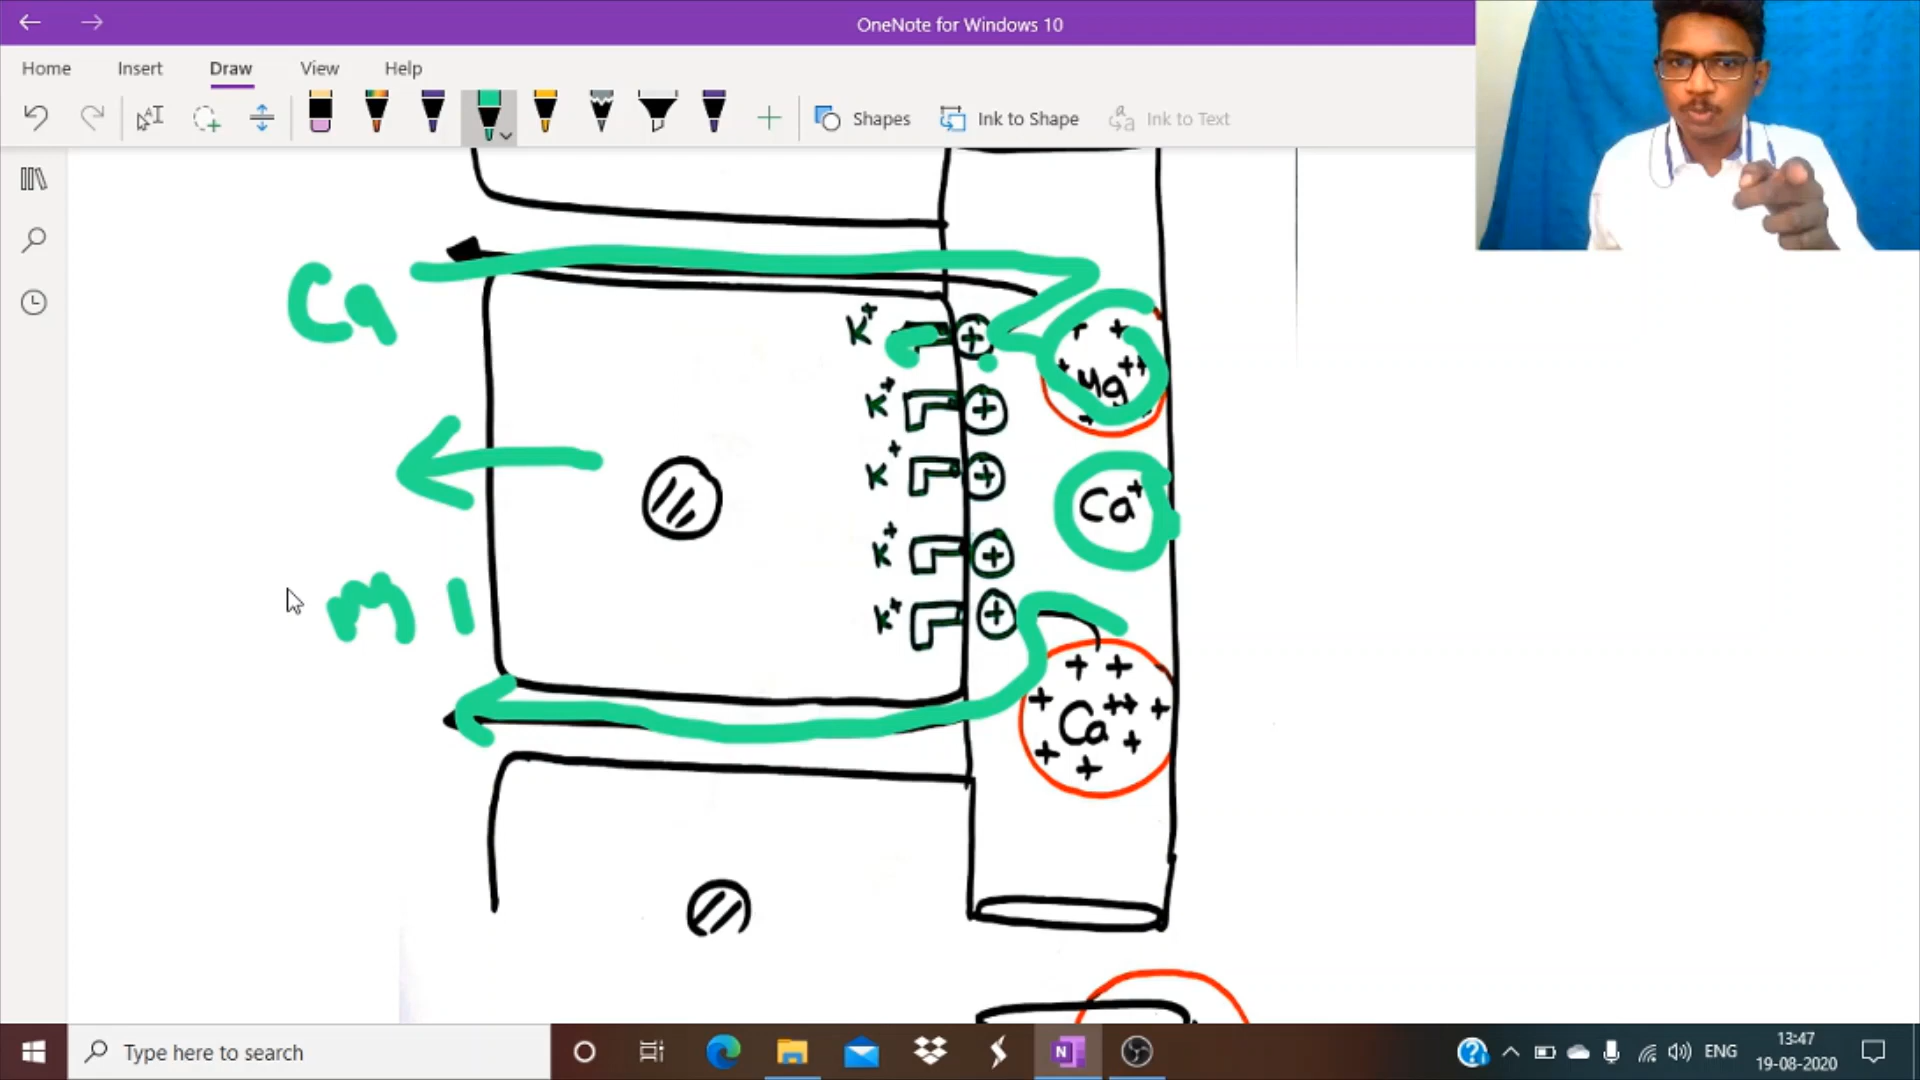 OneNote for Windows 10
Home Insert Draw View Help
Shapes Ink to Shape Ink to Text
Ca
K+ +
Mg++
K+ +
K+ +
Ca+
K+ +
M1
K+ +
Ca++
Type here to search
ENG
13:47
19-08-2020